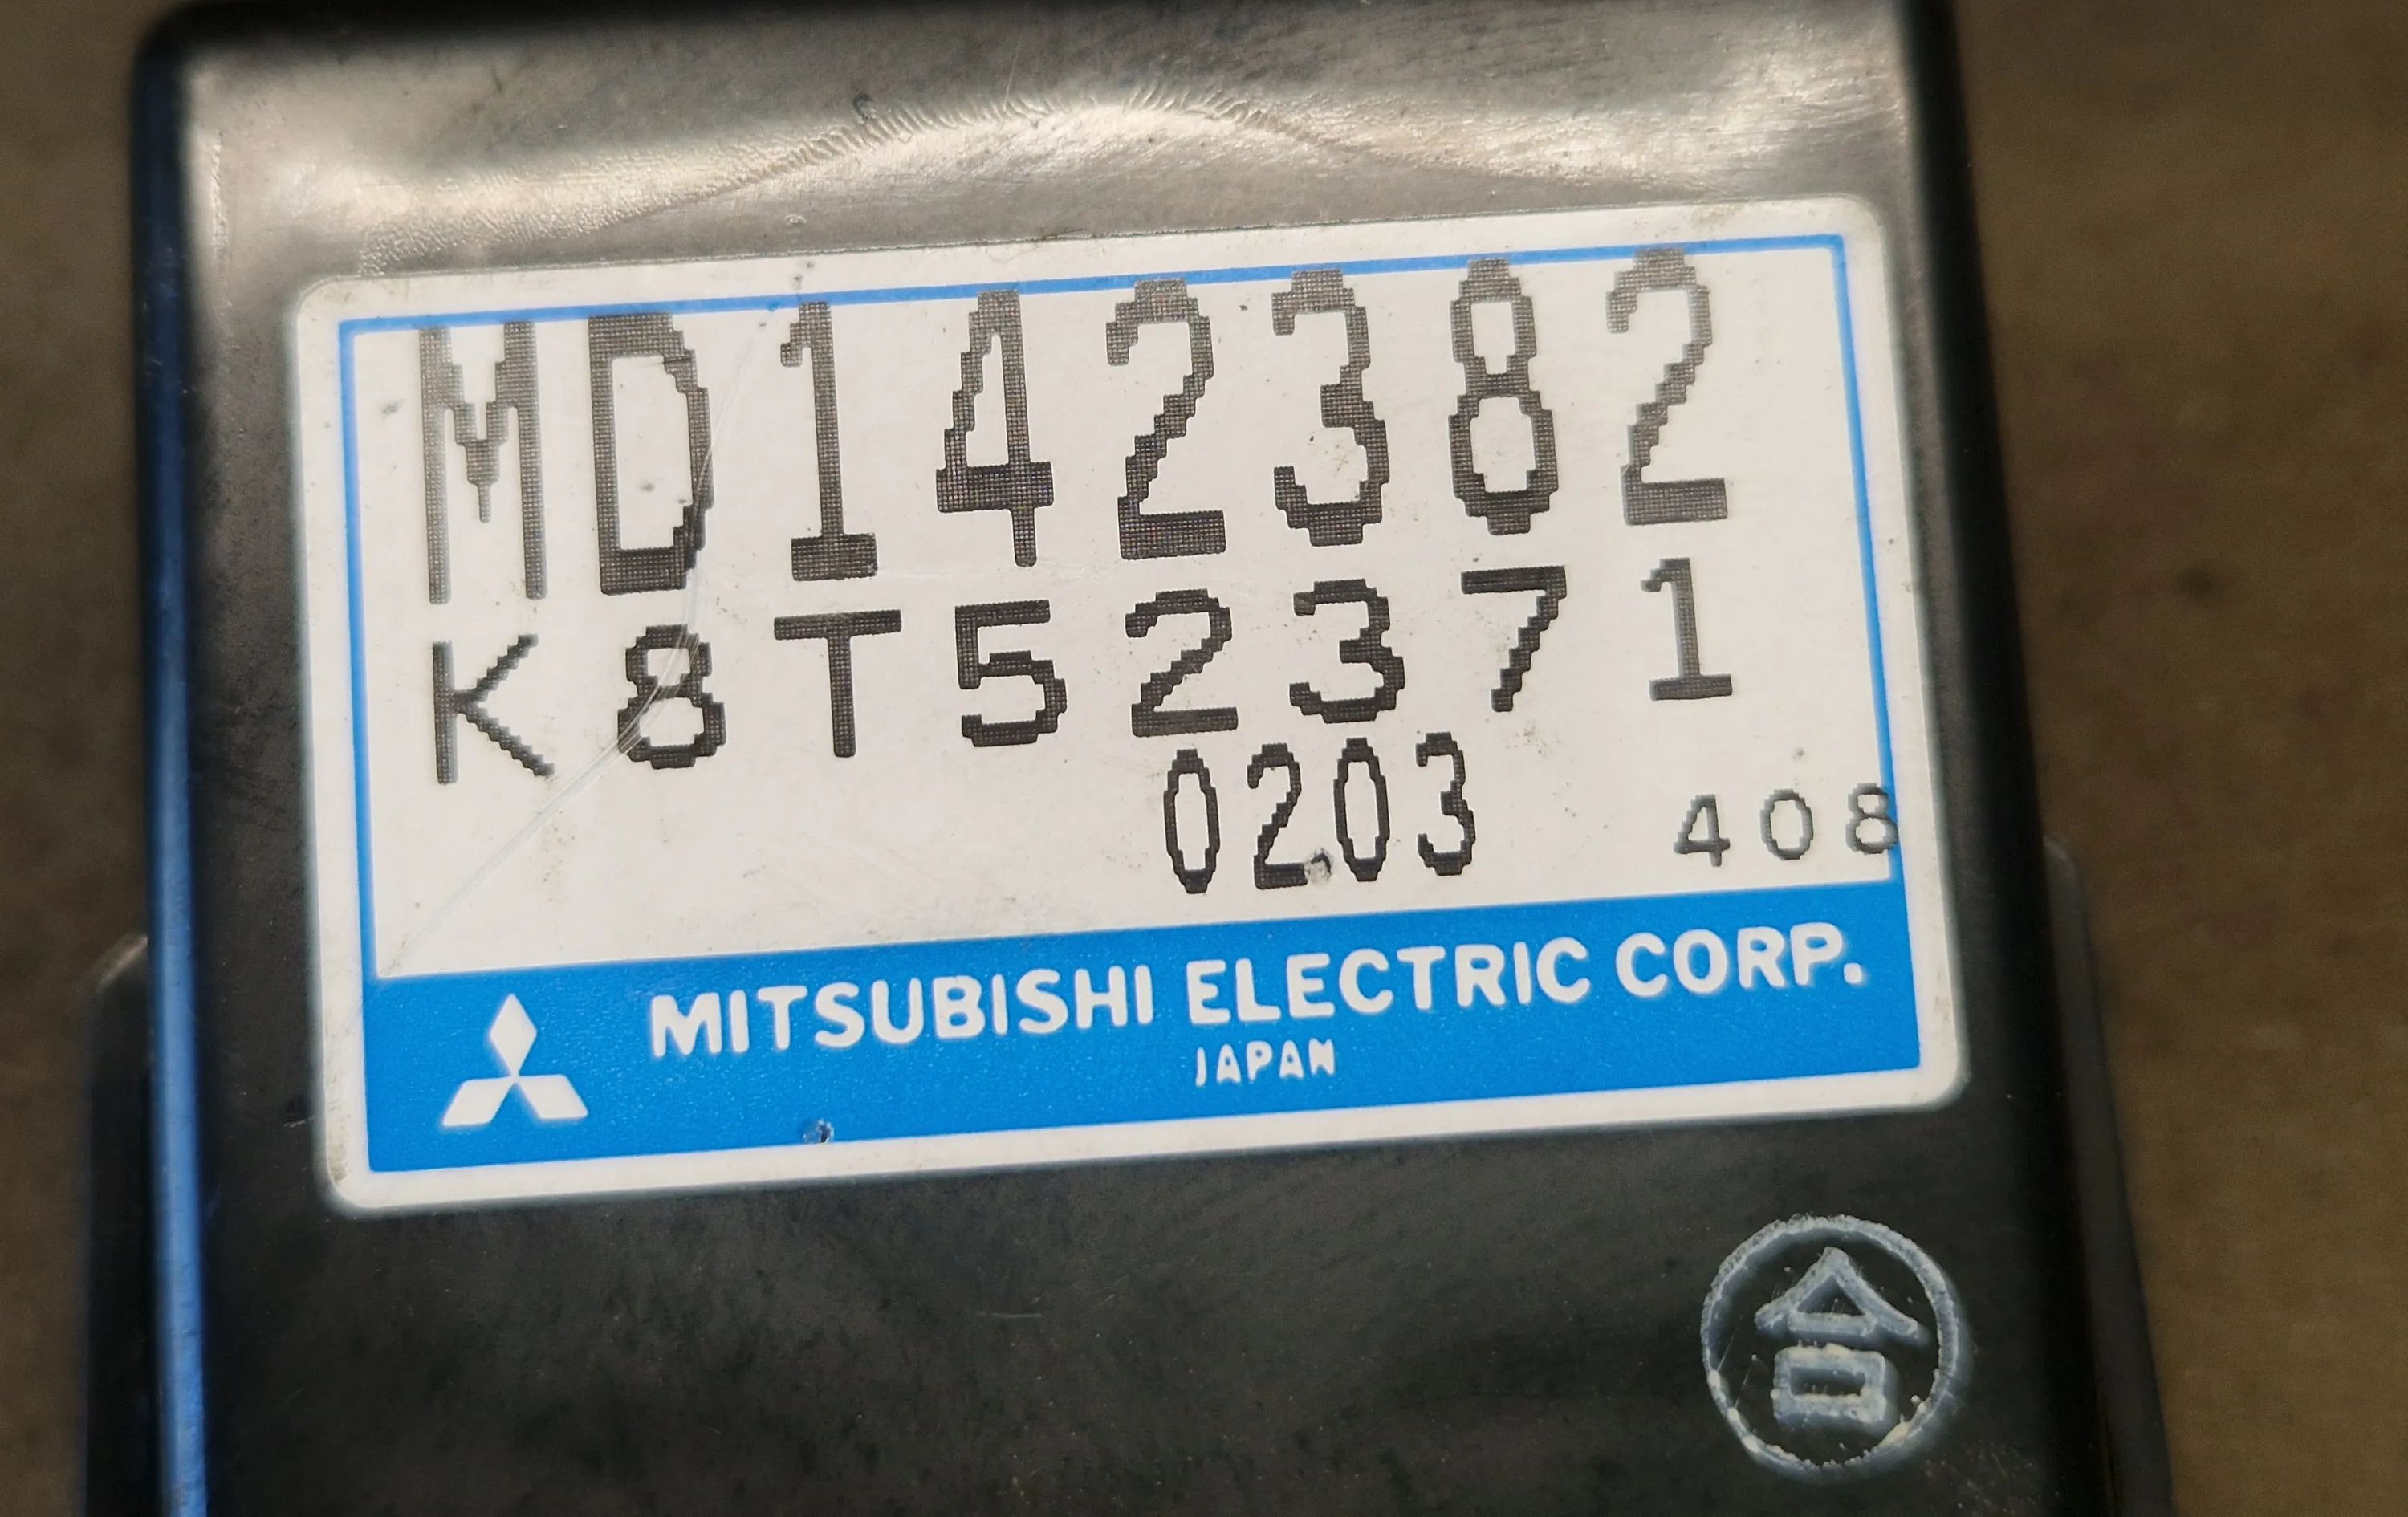 MD142382
K8T52371
0203 408
MITSUBISHI ELECTRIC CORP.
JAPAN
合